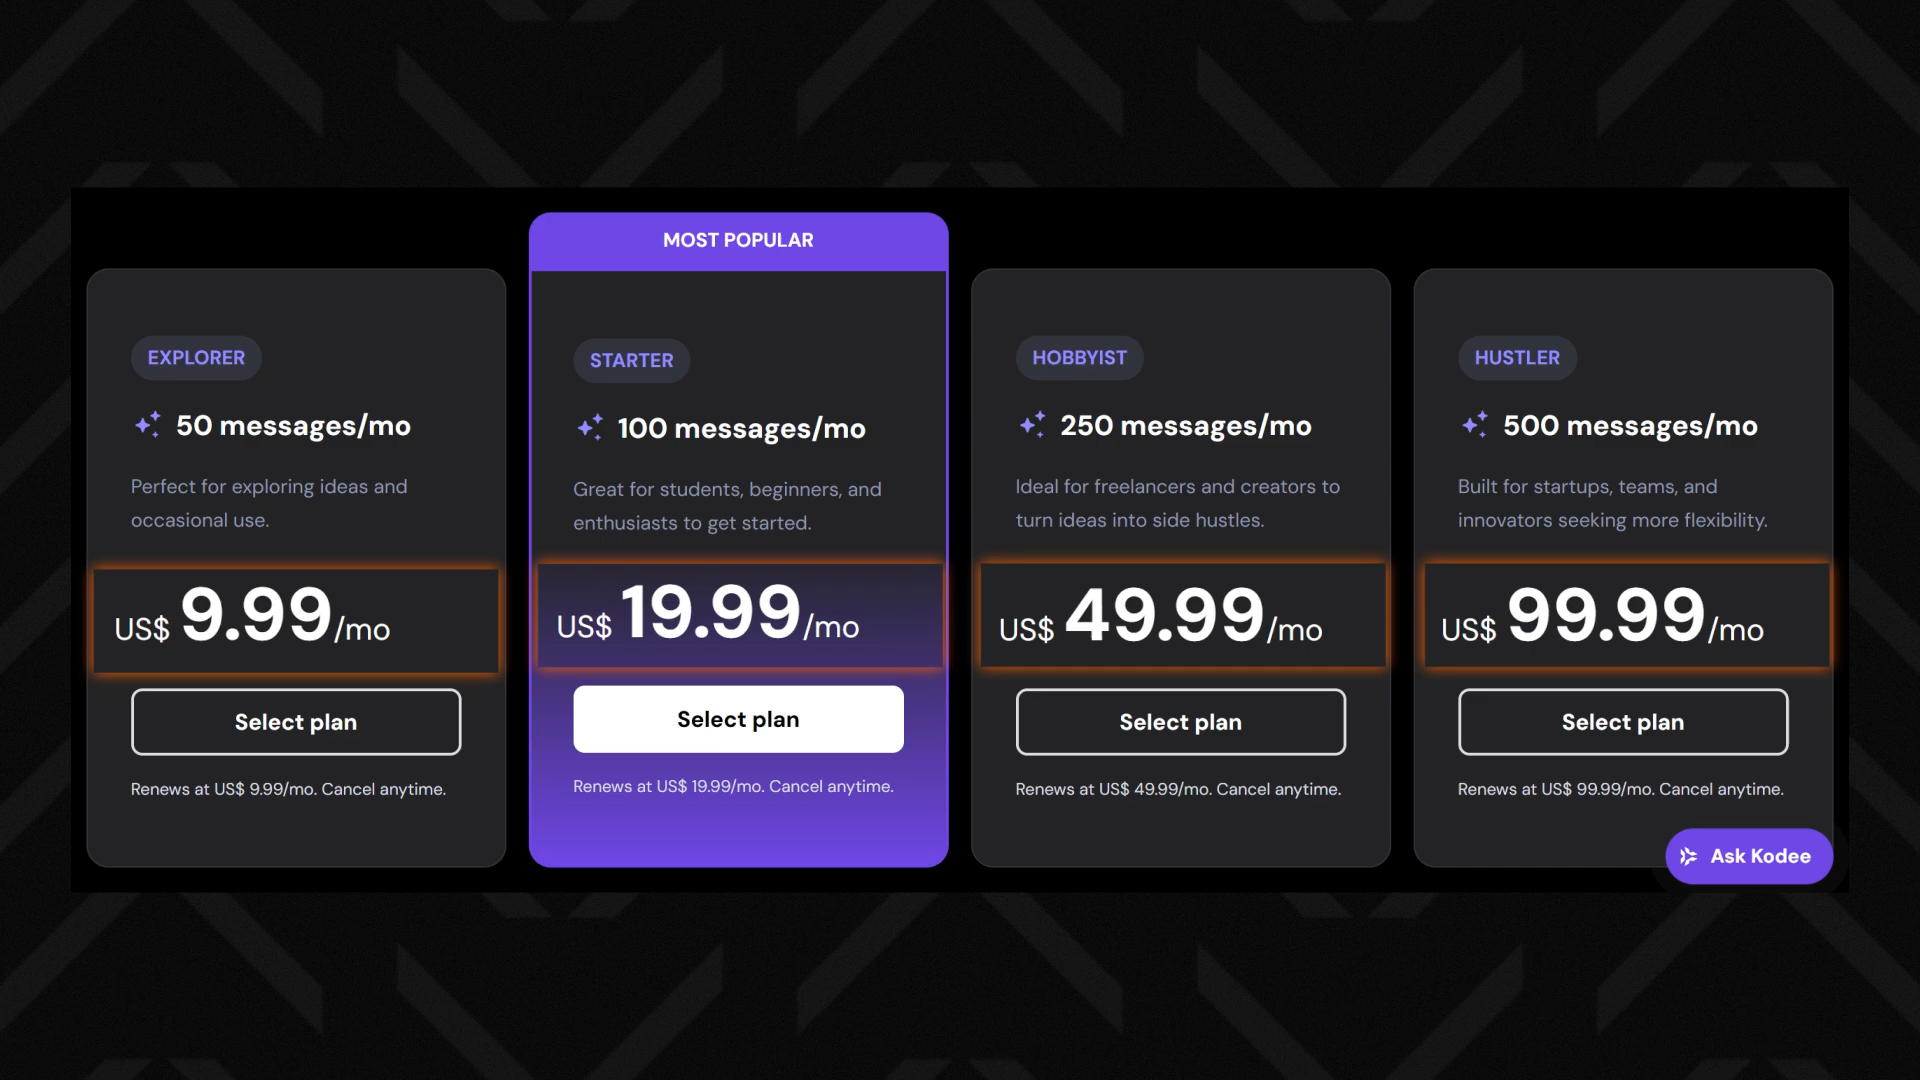 EXPLORER
50 messages/mo
Perfect for exploring ideas and
occasional use.
US$ 9.99/mo
Select plan
Renews at US$ 9.99/mo. Cancel anytime.
MOST POPULAR
STARTER
100 messages/mo
Great for students, beginners, and
enthusiasts to get started.
US$ 19.99/mo
Select plan
Renews at US$ 19.99/mo. Cancel anytime.
HOBBYIST
250 messages/mo
Ideal for freelancers and creators to
turn ideas into side hustles.
US$ 49.99/mo
Select plan
Renews at US$ 49.99/mo. Cancel anytime.
HUSTLER
500 messages/mo
Built for startups, teams, and
innovators seeking more flexibility.
US$ 99.99/mo
Select plan
Renews at US$ 99.99/mo. Cancel anytime.
Ask Kodee